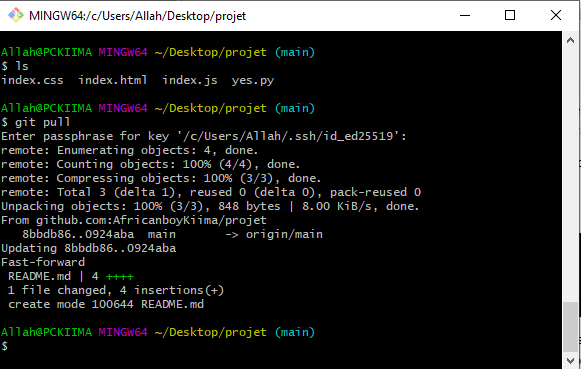 MINGW64:/c/Users/Allah/Desktop/projet
Allah@PCKIIMA MINGW64 ~/Desktop/projet (main)
$ ls
index.css  index.html  index.js  yes.py
Allah@PCKIIMA MINGW64 ~/Desktop/projet (main)
$ git pull
Enter passphrase for key '/c/Users/Allah/.ssh/id_ed25519':
remote: Enumerating objects: 4, done.
remote: Counting objects: 100% (4/4), done.
remote: Compressing objects: 100% (3/3), done.
remote: Total 3 (delta 1), reused 0 (delta 0), pack-reused 0
Unpacking objects: 100% (3/3), 848 bytes | 8.00 KiB/s, done.
From github.com:AfricanboyKiima/projet
   8bbdb86..0924aba  main       -> origin/main
Updating 8bbdb86..0924aba
Fast-forward
 README.md | 4 ++++
 1 file changed, 4 insertions(+)
 create mode 100644 README.md
Allah@PCKIIMA MINGW64 ~/Desktop/projet (main)
$